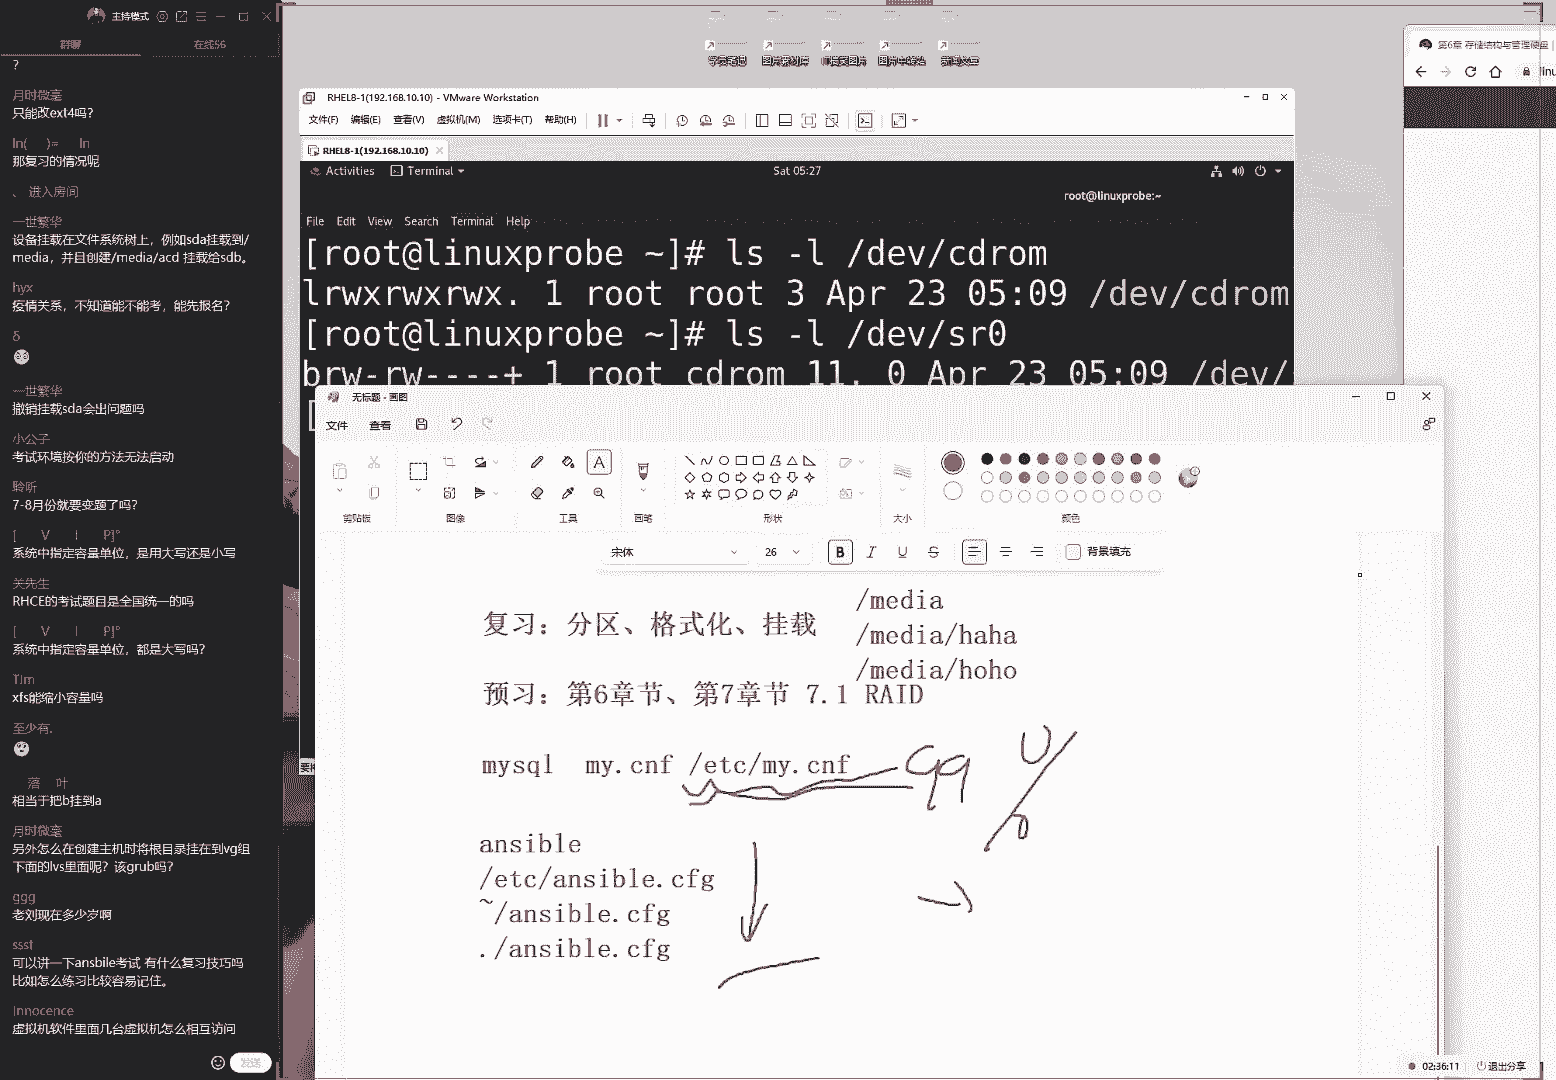 主持模式
群聊
在线56
?
月时微毫
只能改ext4吗?
ln( )= ln
那复习的情况呢
、 进入房间
一世繁华
设备挂载在文件系统树上，例如sda挂载到/
media，并且创建/media/acd 挂载给sdb。
hyx
疫情关系，不知道能不能考，能先报名?
δ
一世繁华
撤销挂载sda会出问题吗
小公子
考试环境按你的方法无法启动
聆听
7-8月份就要变题了吗?
[ V I P]°
系统中指定容量单位，是用大写还是小写
关先生
RHCE的考试题目是全国统一的吗
[ V I P]°
系统中指定容量单位，都是大写吗?
TJm
xfs能缩小容量吗
至少有.
落 叶
相当于把b挂到a
月时微毫
另外怎么在创建主机时将根目录挂在到vg组
下面的lvs里面呢？该grub吗?
ggg
老刘现在多少岁啊
ssst
可以讲一下ansbile考试 有什么复习技巧吗
比如怎么练习比较容易记住。
Innocence
虚拟机软件里面几台虚拟机怎么相互访问
发送
第6章 存储结构与管理硬盘
linu
RHEL8-1(192.168.10.10) - VMware Workstation
文件(F) 编辑(E) 查看(V) 虚拟机(M) 选项卡(T) 帮助(H)
RHEL8-1(192.168.10.10)
Activities Terminal Sat 05:27
root@linuxprobe:~
File Edit View Search Terminal Help
[root@linuxprobe ~]# ls -l /dev/cdrom
lrwxrwxrwx. 1 root root 3 Apr 23 05:09 /dev/cdrom
[root@linuxprobe ~]# ls -l /dev/sr0
brw-rw----+ 1 root cdrom 11, 0 Apr 23 05:09 /dev/
无标题 - 画图
文件 查看
剪贴板 图像 工具 画笔 形状 大小 颜色
宋体 26 B I U S 背景填充
/media
复习：分区、格式化、挂载
/media/haha
/media/hoho
预习：第6章节、第7章节 7.1 RAID
mysql my.cnf /etc/my.cnf
ansible
/etc/ansible.cfg
~/ansible.cfg
./ansible.cfg
02:36:11 退出分享